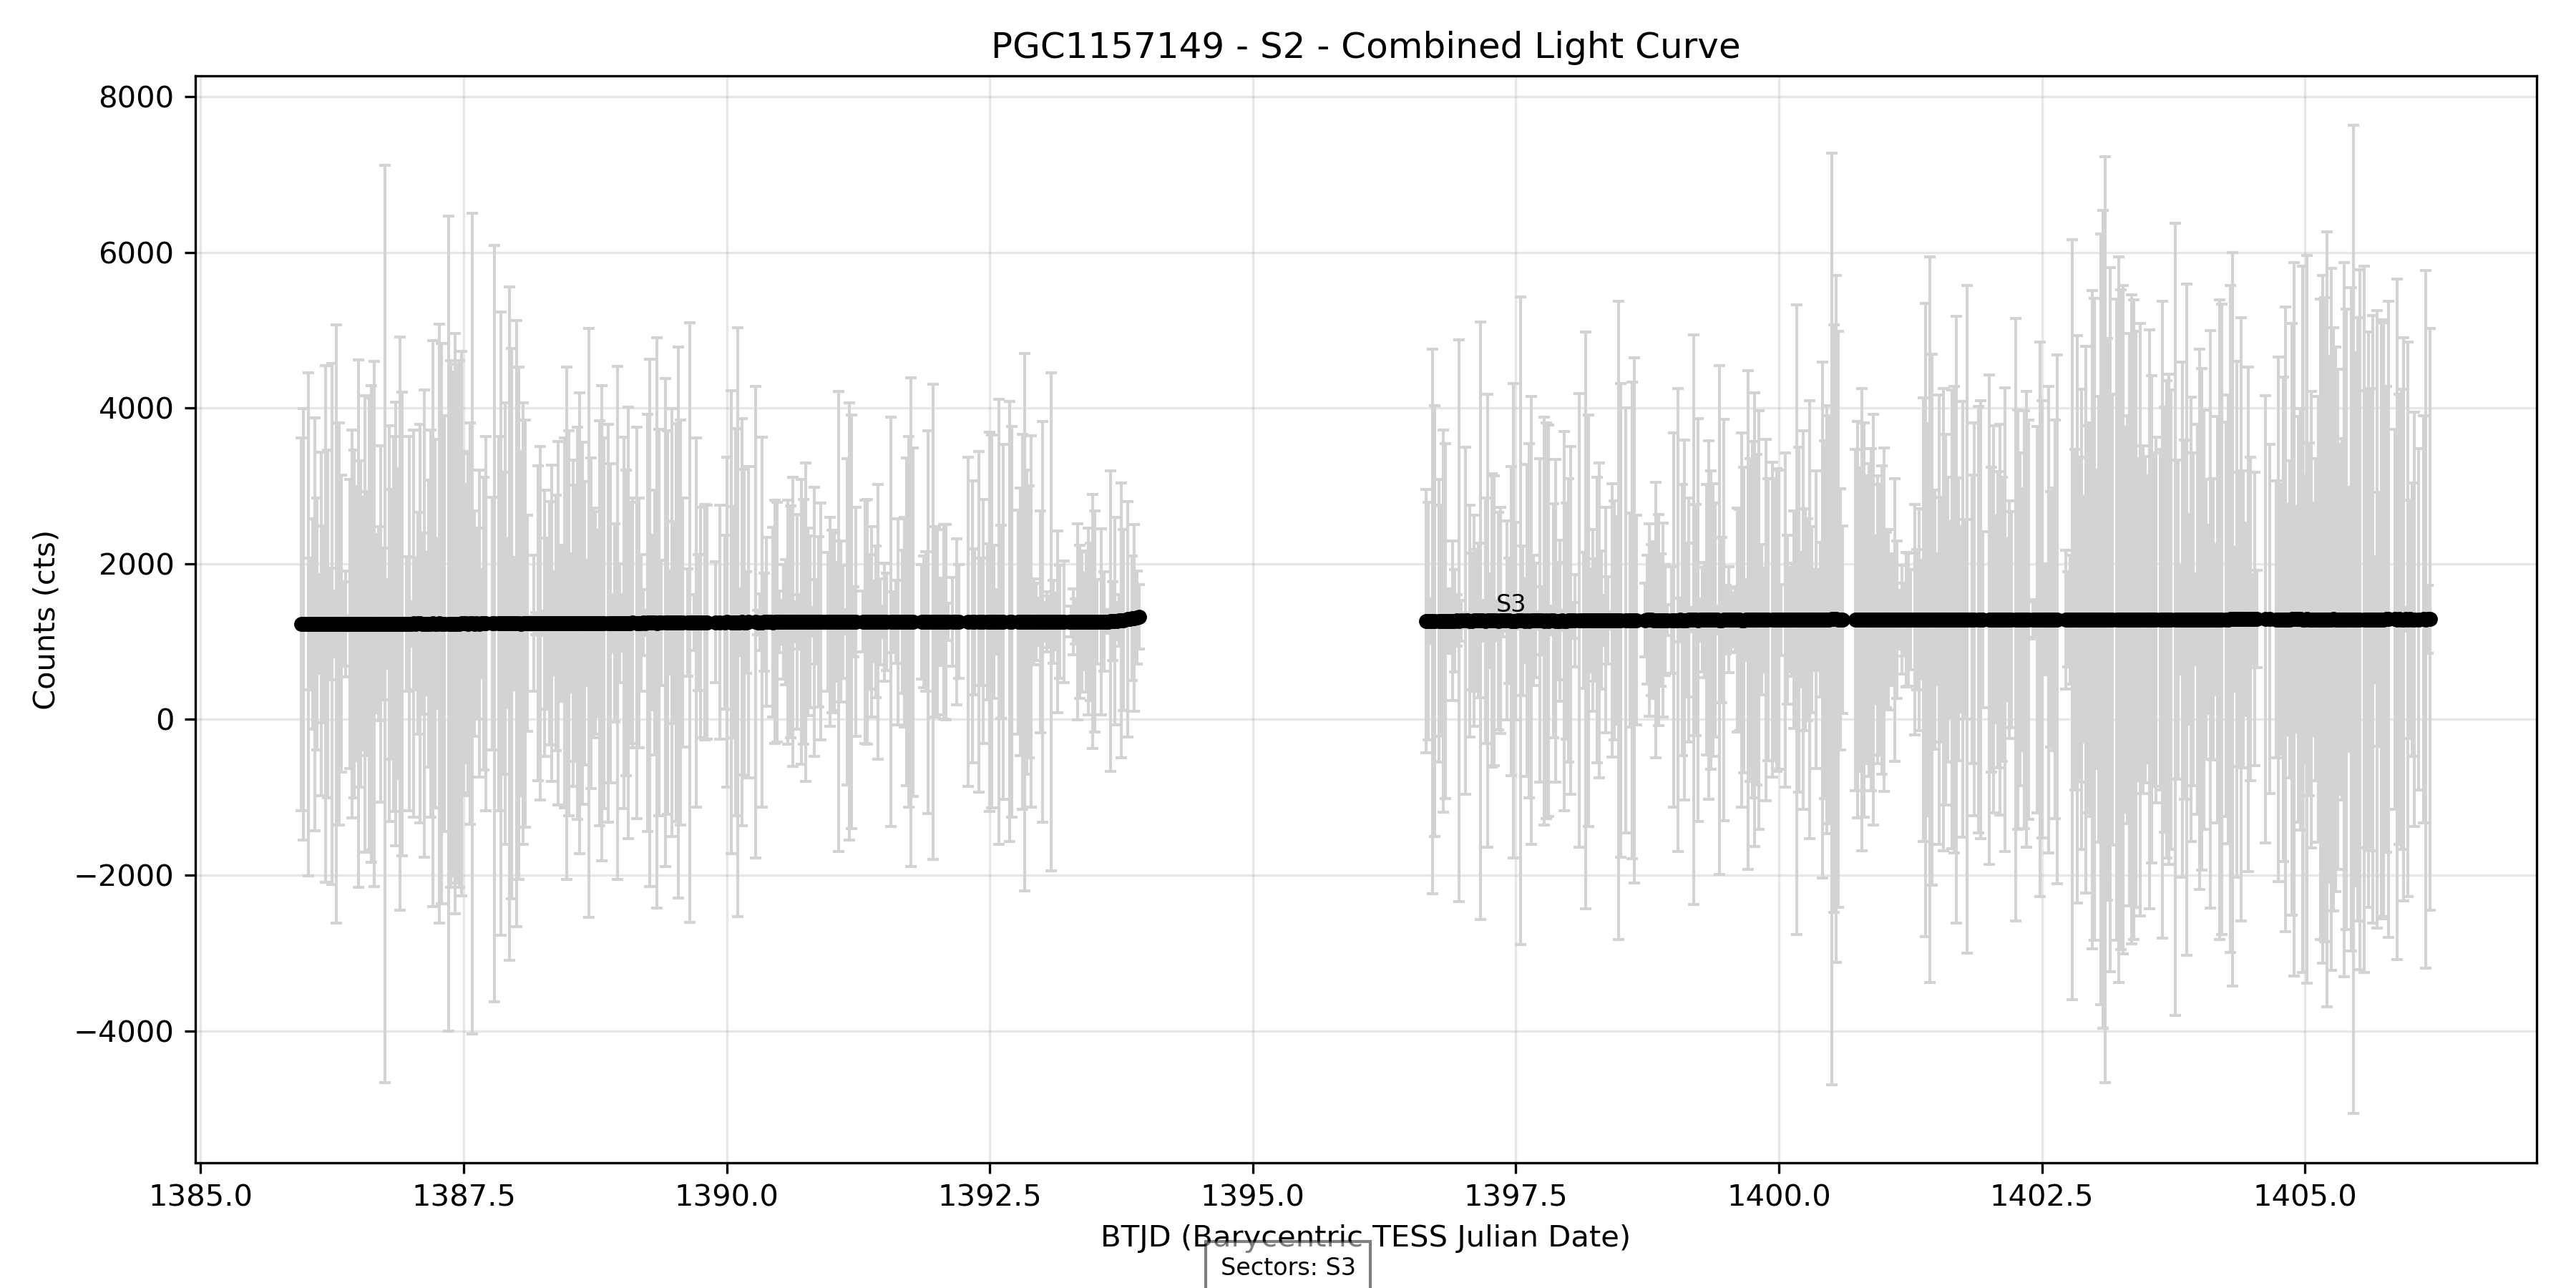 PGC1157149 - S2 - Combined Light Curve
8000
6000
4000
2000
0
−2000
−4000
Counts (cts)
S3
1385.0 1387.5 1390.0 1392.5 1395.0 1397.5 1400.0 1402.5 1405.0
BTJD (Barycentric TESS Julian Date)
Sectors: S3